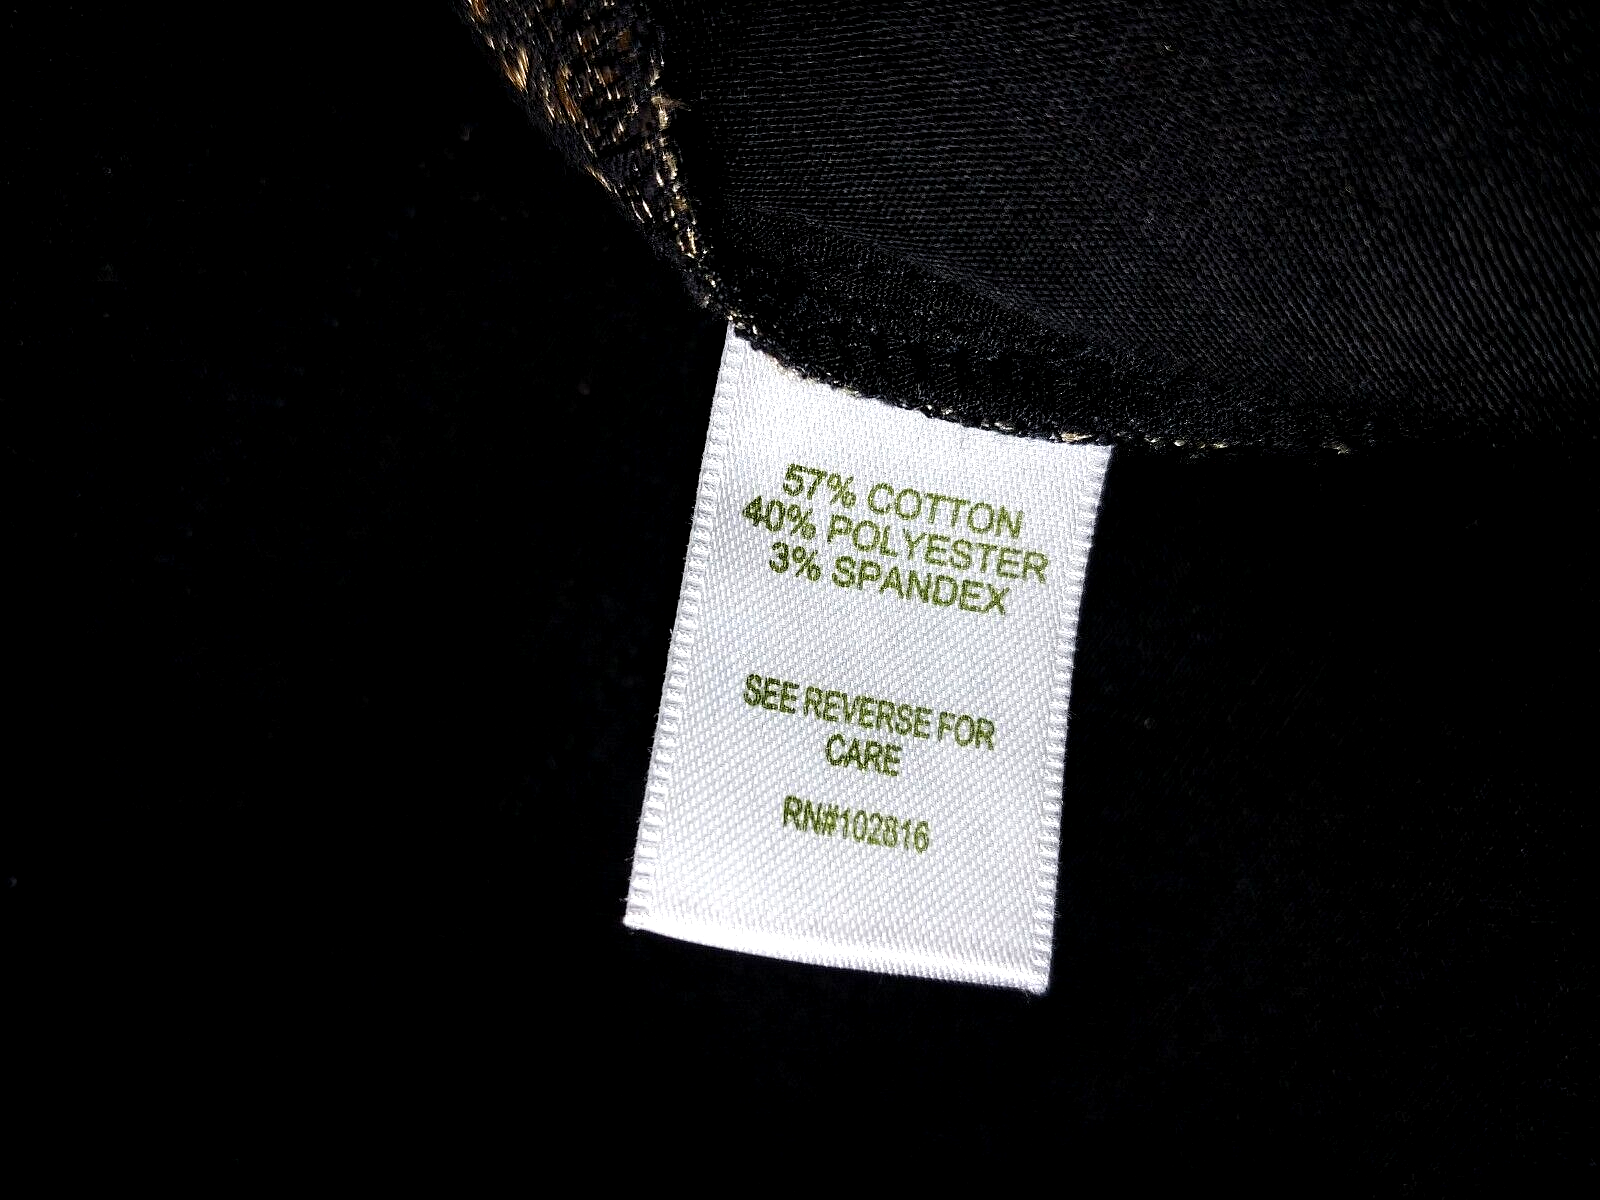 57% COTTON
40% POLYESTER
3% SPANDEX
SEE REVERSE FOR
CARE
RN#102816